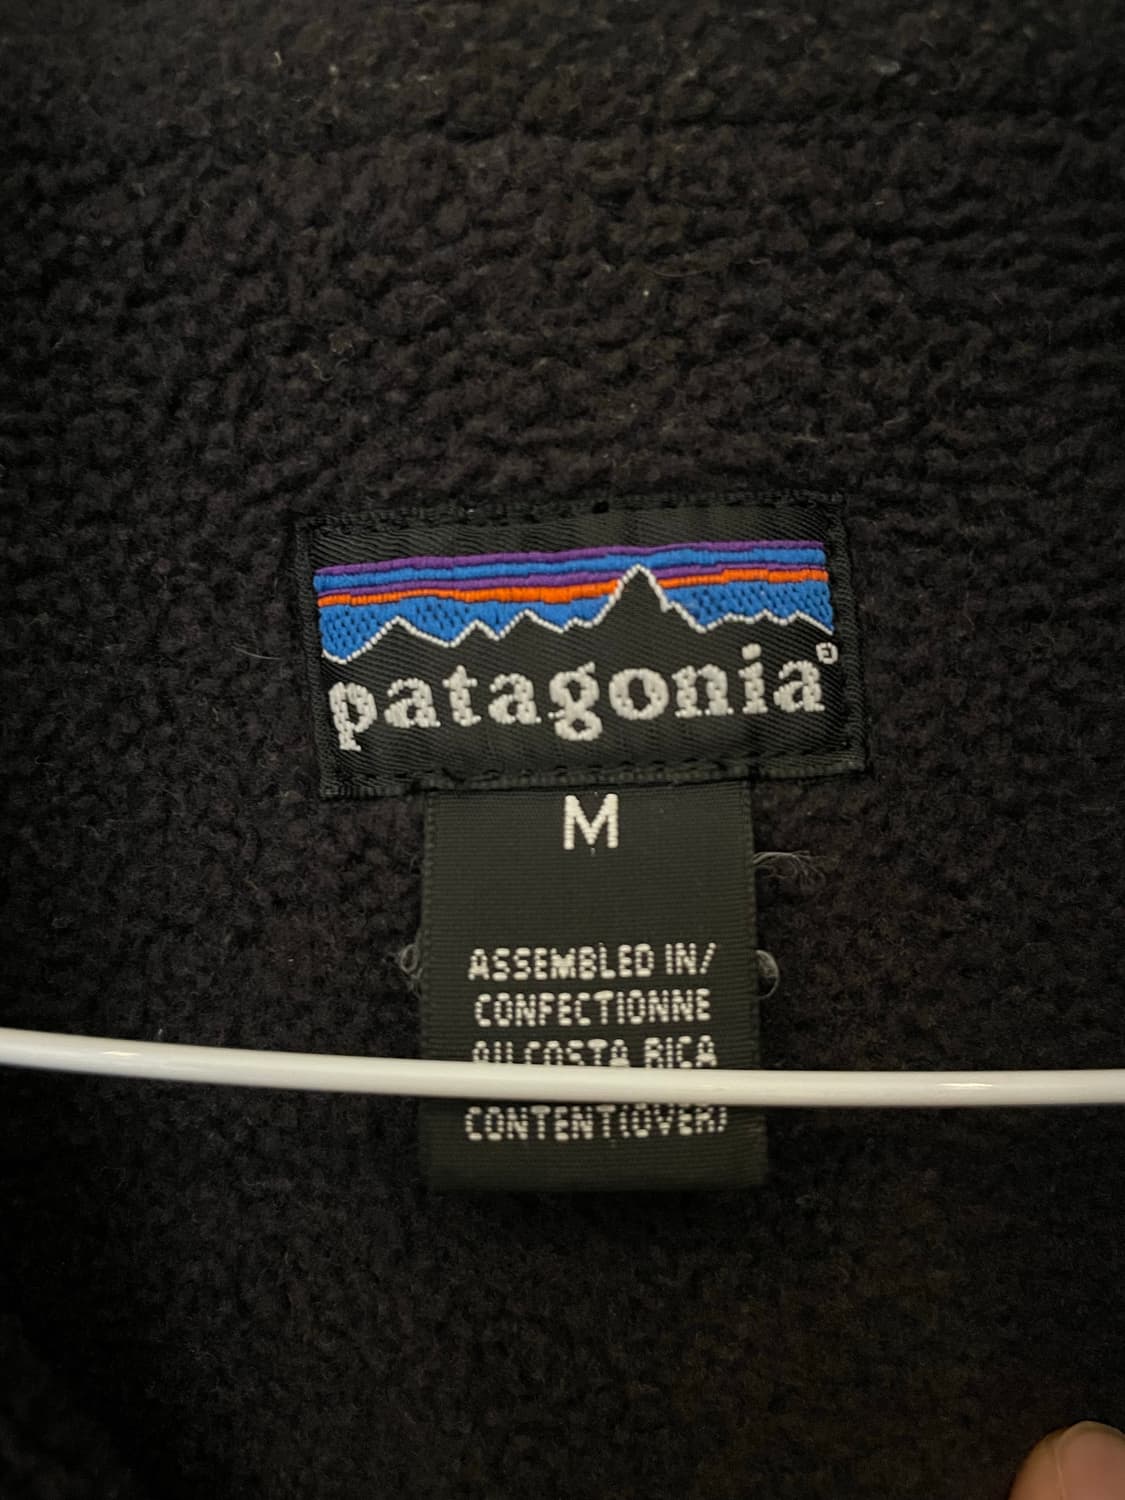 patagonia®
M
ASSEMBLED IN/
CONFECTIONNE
AU COSTA RICA
CONTENT(OVER)